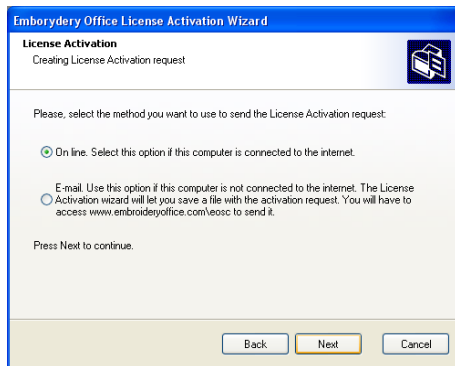 Emborydery Office License Activation Wizard
License Activation
Creating License Activation request
Please, select the method you want to use to send the License Activation request:
On line. Select this option if this computer is connected to the internet.
E-mail. Use this option if this computer is not connected to the internet. The License
Activation wizard will let you save a file with the activation request. You will have to
access www.embroideryoffice.com\eosc to send it.
Press Next to continue.
Back Next Cancel